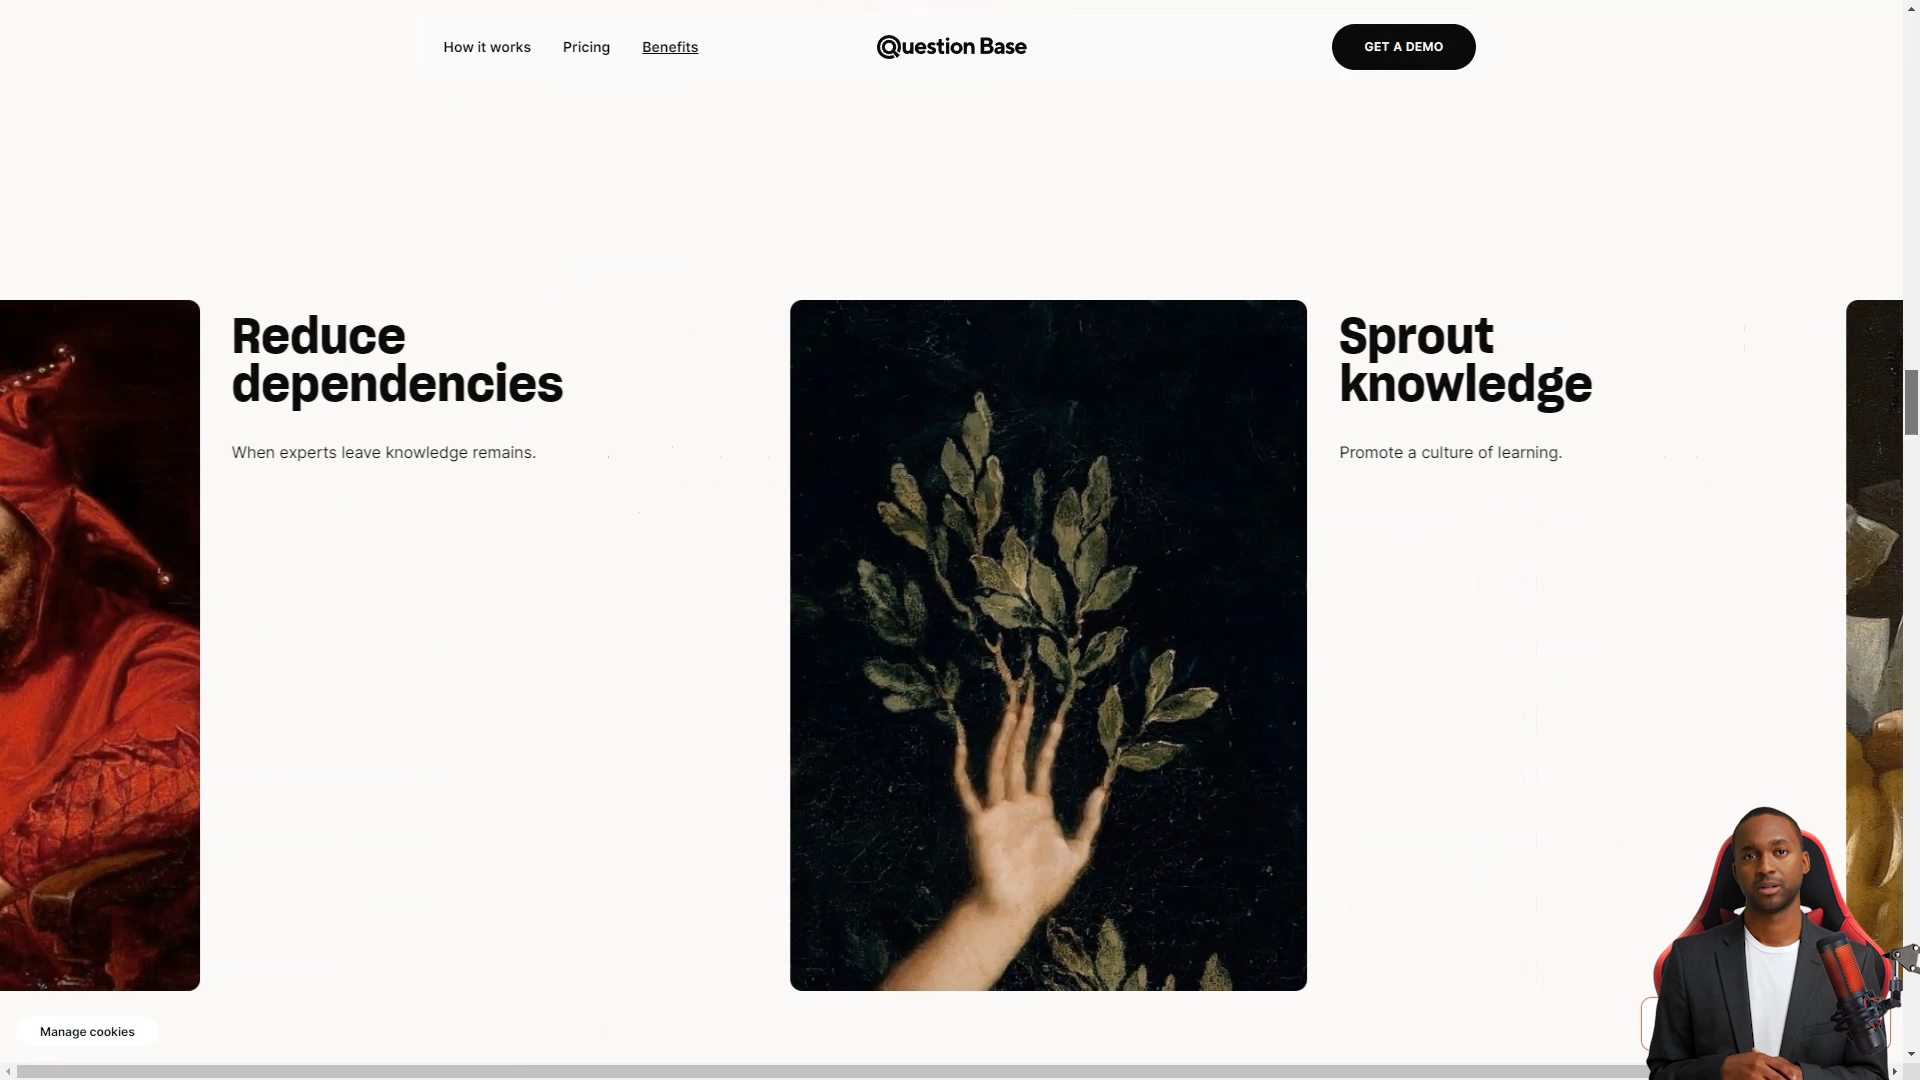 How it works
Pricing
Benefits
Question Base
GET A DEMO
Reduce
dependencies
When experts leave knowledge remains.
Sprout
knowledge
Promote a culture of learning.
Manage cookies